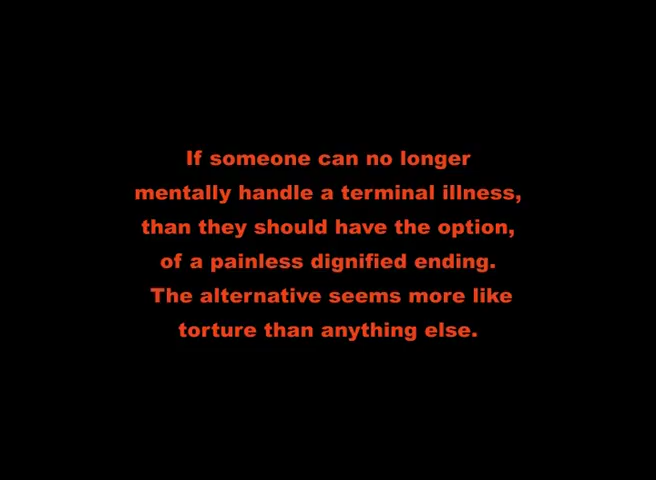 If someone can no longer
mentally handle a terminal illness,
than they should have the option,
of a painless dignified ending.
The alternative seems more like
torture than anything else.